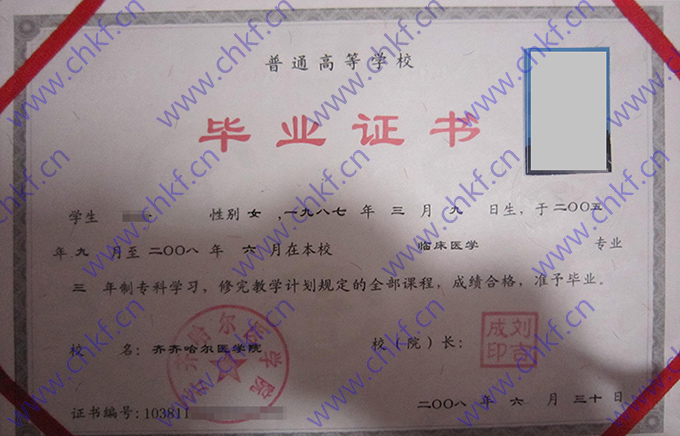 普通高等学校
毕业证书
学生 性别 女 ,一九八七 年 三 月 九 日生, 于二〇〇五
年 九 月至 二〇〇八 年 六 月在本校 临床医学 专业
三 年制专科学习, 修完教学计划规定的全部课程, 成绩合格, 准予毕业。
校 名: 齐齐哈尔医学院 校(院)长:
证书编号: 103811 二〇〇八 年 六 月 三十 日
www.chkf.cn